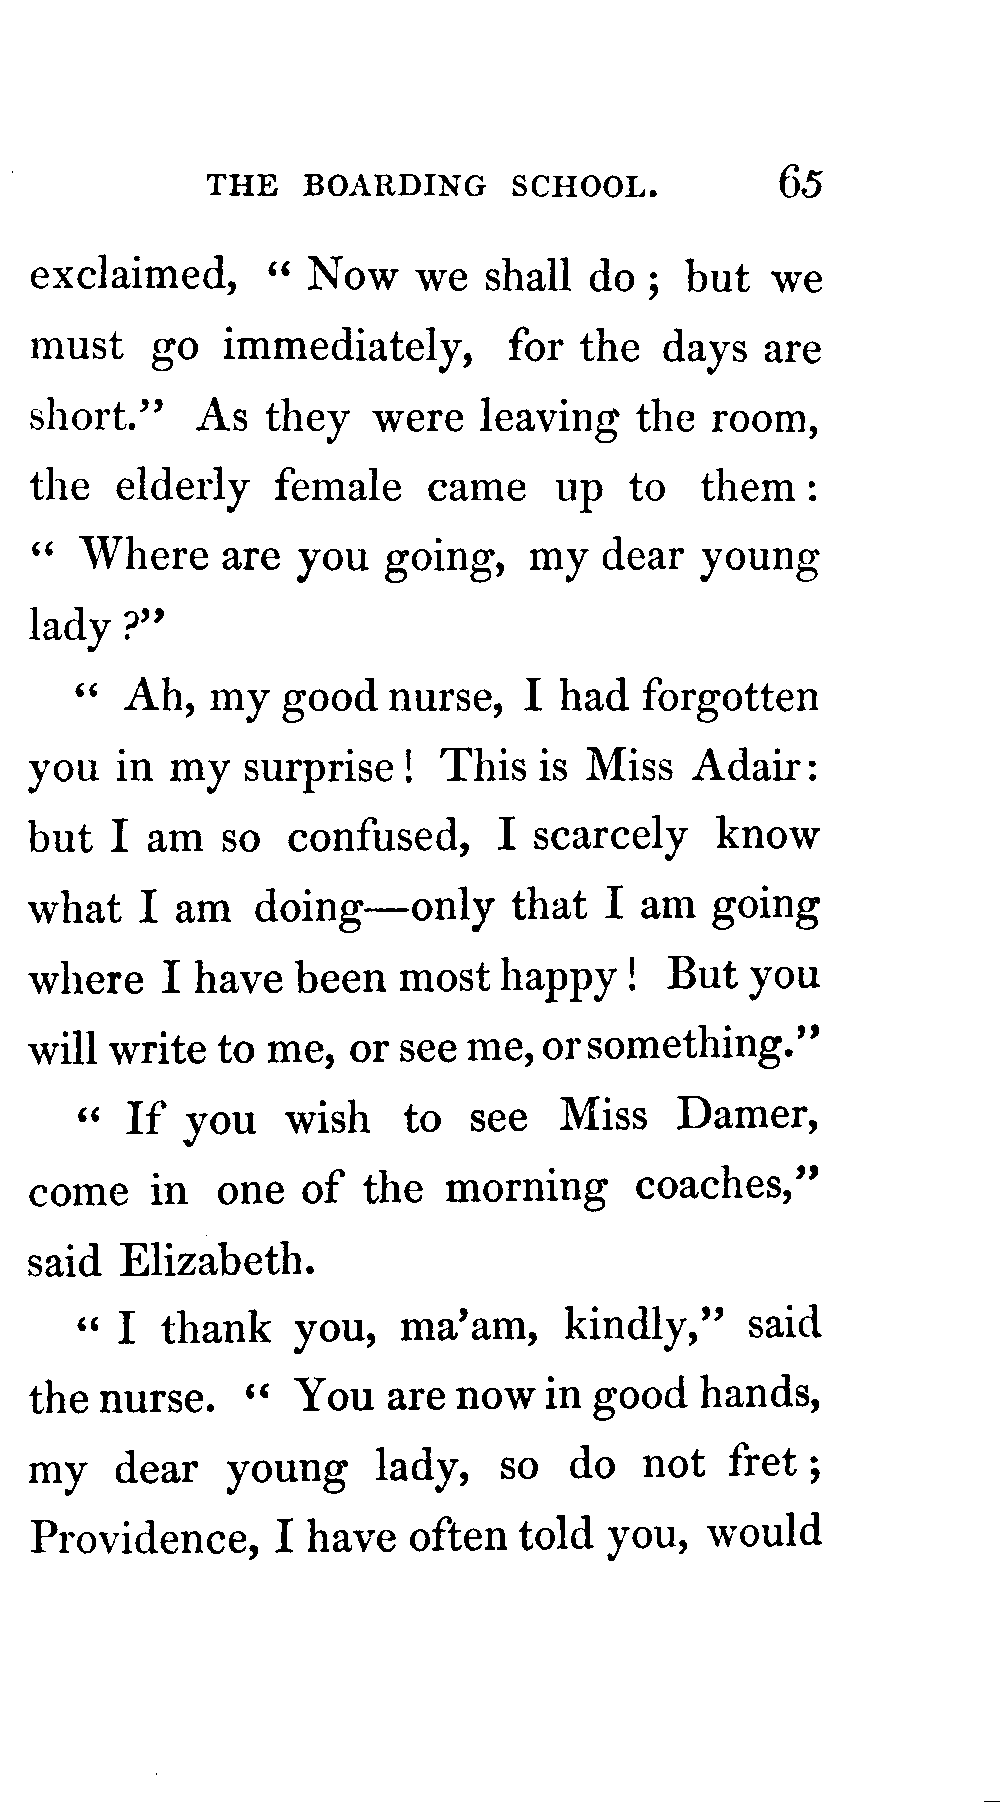 THE BOARDING SCHOOL. 65
exclaimed, “ Now we shall do ; but we
must go immediately, for the days are
short.” As they were leaving the room,
the elderly female came up to them :
“ Where are you going, my dear young
lady ?”
“ Ah, my good nurse, I had forgotten
you in my surprise ! This is Miss Adair:
but I am so confused, I scarcely know
what I am doing—only that I am going
where I have been most happy ! But you
will write to me, or see me, or something.”
“ If you wish to see Miss Damer,
come in one of the morning coaches,”
said Elizabeth.
“ I thank you, ma’am, kindly,” said
the nurse. “ You are now in good hands,
my dear young lady, so do not fret ;
Providence, I have often told you, would